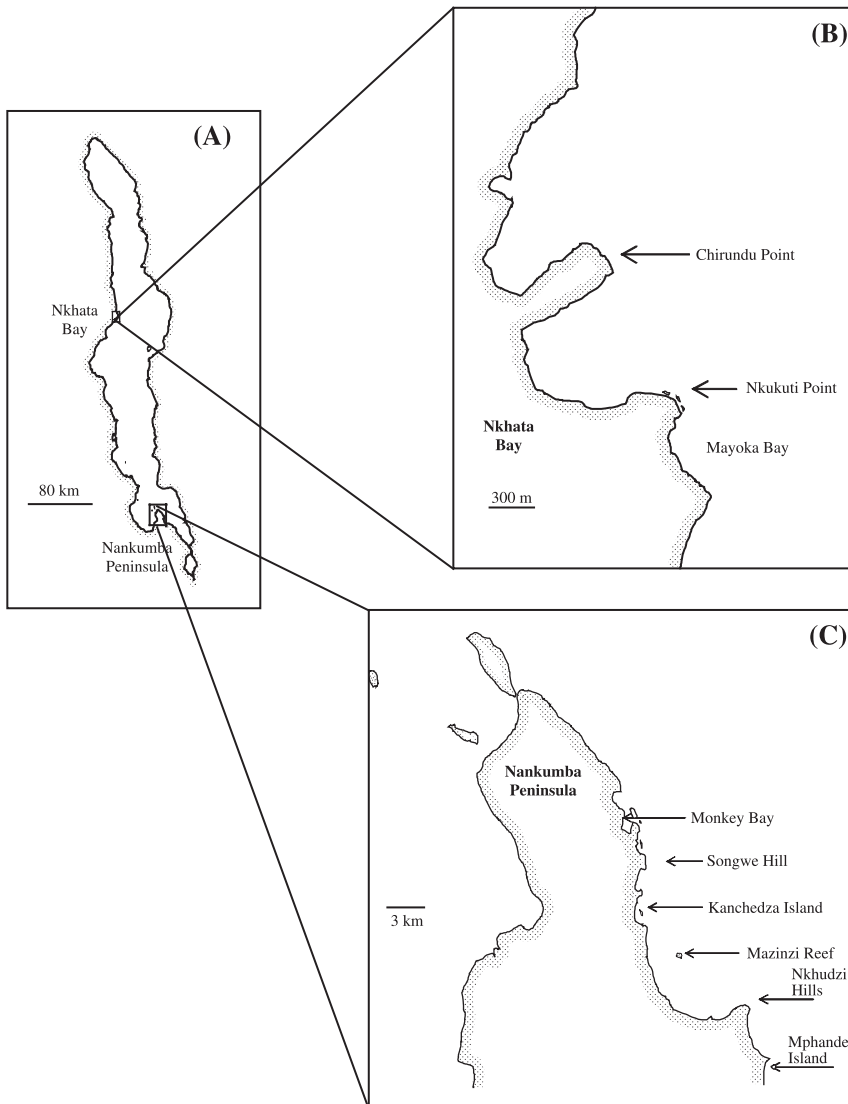 (A)
Nkhata
Bay
80 km
Nankumba
Peninsula
(B)
Chirundu Point
Nkukuti Point
Nkhata
Bay
Mayoka Bay
300 m
(C)
Nankumba
Peninsula
Monkey Bay
Songwe Hill
Kanchedza Island
3 km
Mazinzi Reef
Nkhudzi
Hills
Mphande
Island